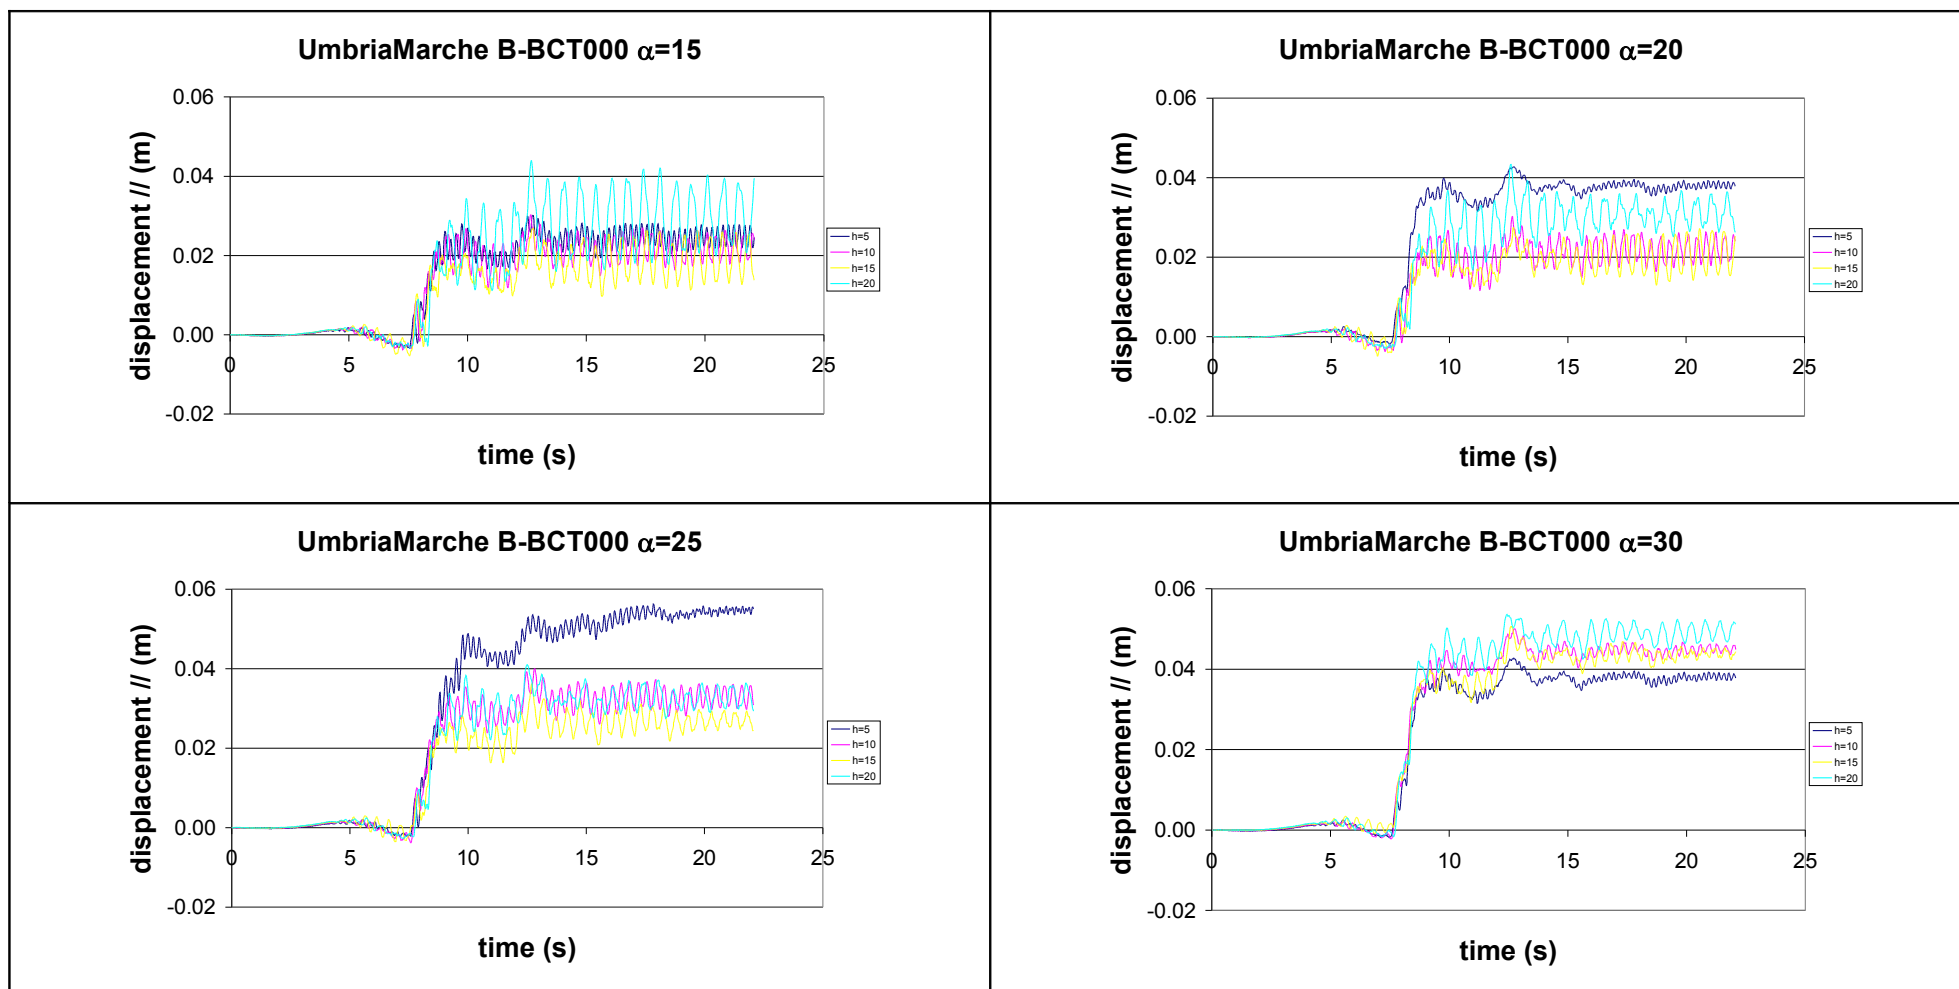 UmbriaMarche B-BCT000 α=15
displacement // (m)
0.06
0.04
0.02
0.00
-0.02
0 5 10 15 20 25
time (s)
h=5
h=10
h=15
h=20
UmbriaMarche B-BCT000 α=20
displacement // (m)
0.06
0.04
0.02
0.00
-0.02
0 5 10 15 20 25
time (s)
h=5
h=10
h=15
h=20
UmbriaMarche B-BCT000 α=25
displacement // (m)
0.06
0.04
0.02
0.00
-0.02
0 5 10 15 20 25
time (s)
h=5
h=10
h=15
h=20
UmbriaMarche B-BCT000 α=30
displacement // (m)
0.06
0.04
0.02
0.00
-0.02
0 5 10 15 20 25
time (s)
h=5
h=10
h=15
h=20